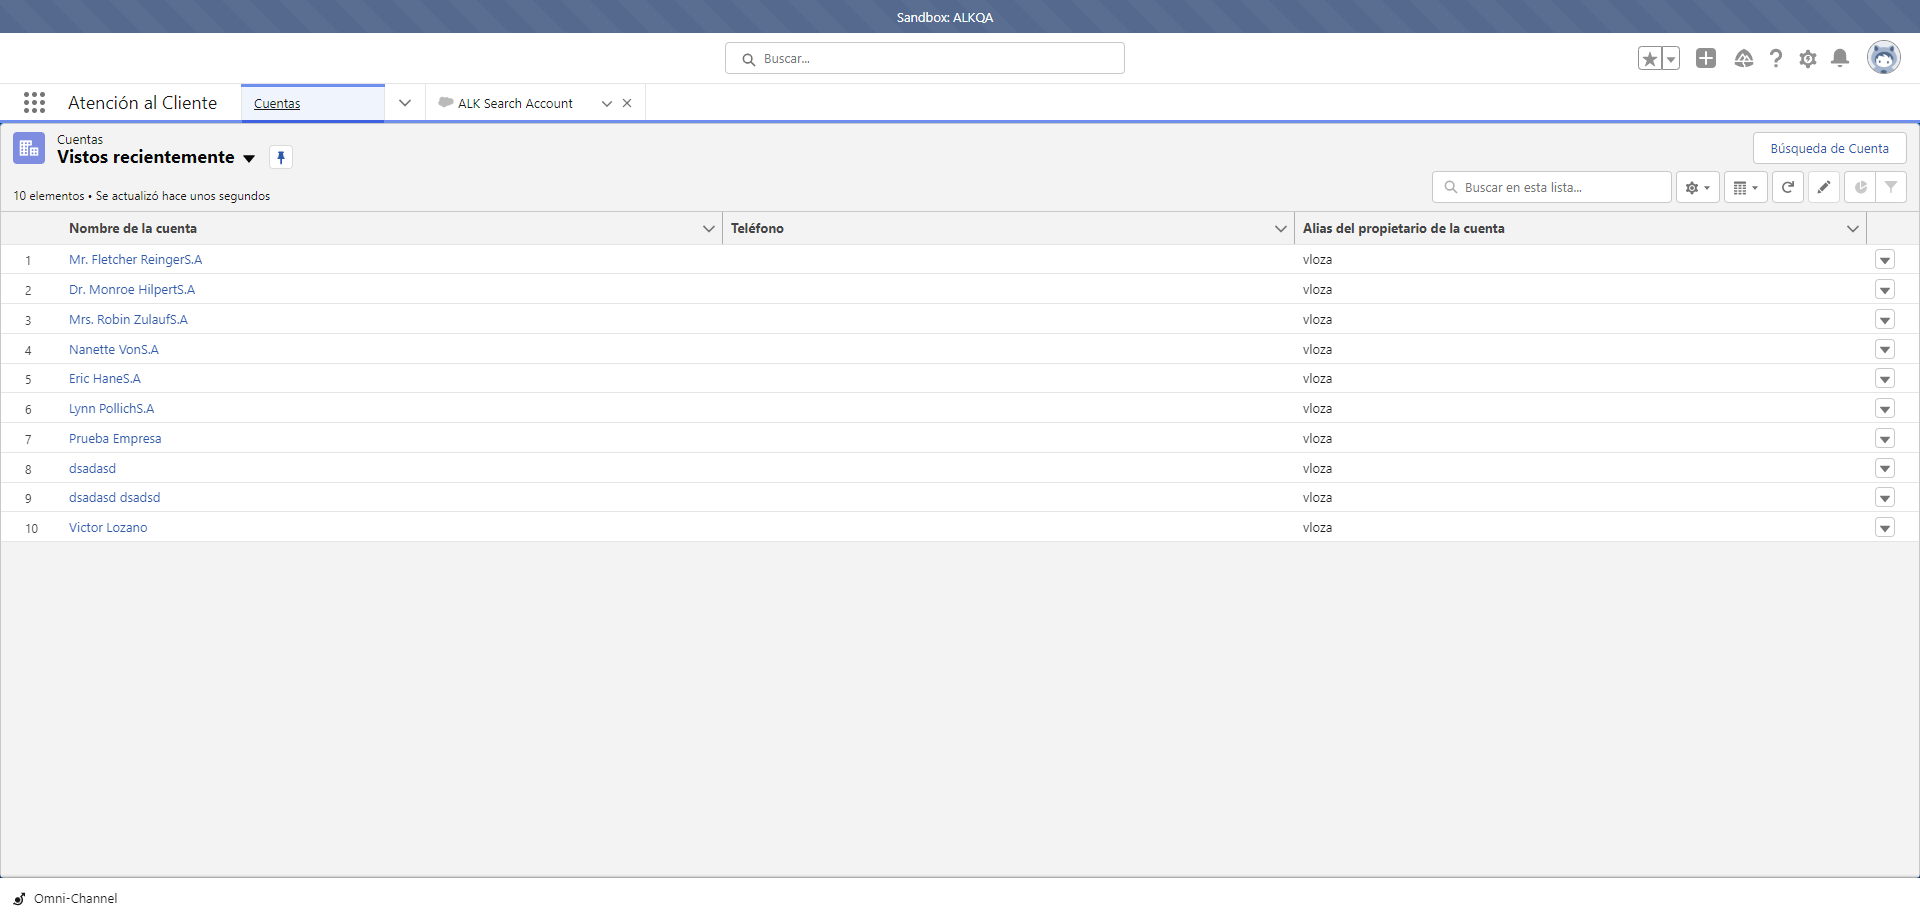 Sandbox: ALKQA
Buscar...
Atención al Cliente
Cuentas
ALK Search Account
Cuentas
Vistos recientemente
Búsqueda de Cuenta
10 elementos • Se actualizó hace unos segundos
Buscar en esta lista...
Nombre de la cuenta Teléfono Alias del propietario de la cuenta
1 Mr. Fletcher ReingerS.A vloza
2 Dr. Monroe HilpertS.A vloza
3 Mrs. Robin ZulaufS.A vloza
4 Nanette VonS.A vloza
5 Eric HaneS.A vloza
6 Lynn PollichS.A vloza
7 Prueba Empresa vloza
8 dsadasd vloza
9 dsadasd dsadsd vloza
10 Victor Lozano vloza
Omni-Channel